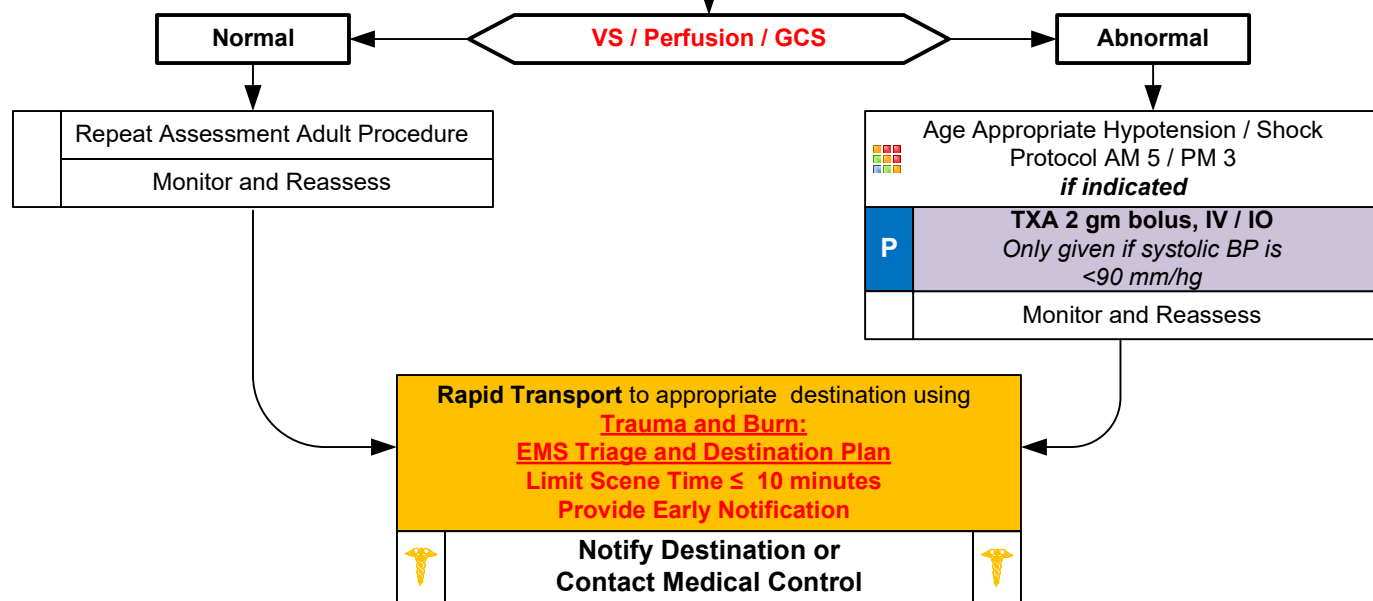 Normal
VS / Perfusion / GCS
Abnormal
Repeat Assessment Adult Procedure
Monitor and Reassess
Age Appropriate Hypotension / Shock
Protocol AM 5 / PM 3
if indicated
P
TXA 2 gm bolus, IV / IO
Only given if systolic BP is
<90 mm/hg
Monitor and Reassess
Rapid Transport to appropriate destination using
Trauma and Burn:
EMS Triage and Destination Plan
Limit Scene Time ≤ 10 minutes
Provide Early Notification
Notify Destination or
Contact Medical Control